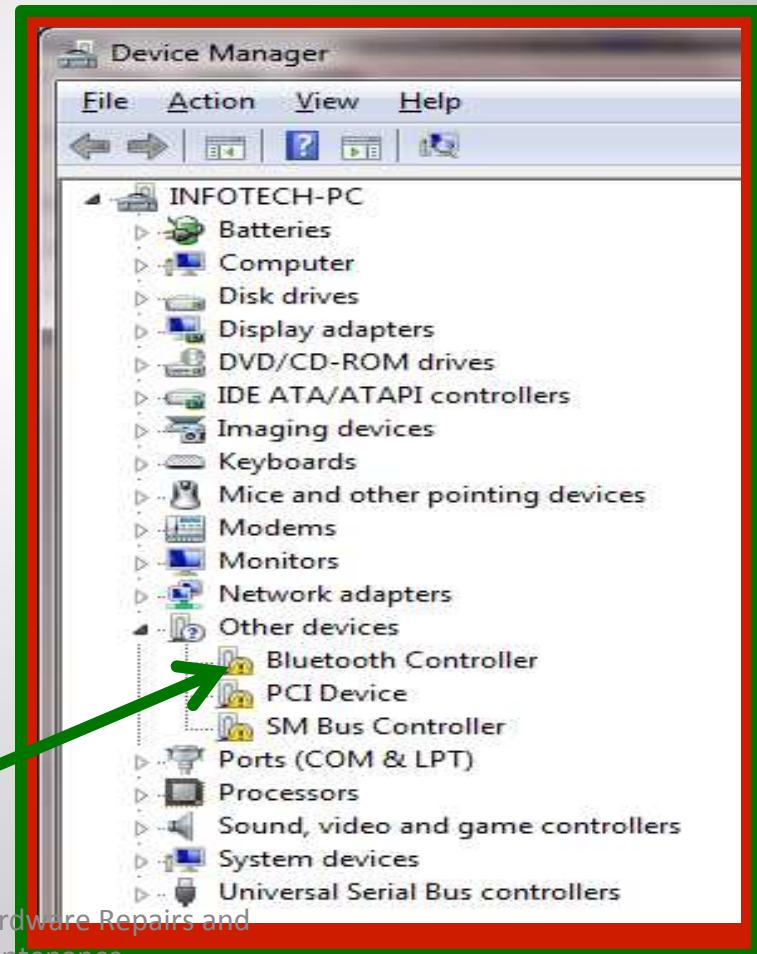 Device Manager
File Action View Help
INFOTECH-PC
Batteries
Computer
Disk drives
Display adapters
DVD/CD-ROM drives
IDE ATA/ATAPI controllers
Imaging devices
Keyboards
Mice and other pointing devices
Modems
Monitors
Network adapters
Other devices
Bluetooth Controller
PCI Device
SM Bus Controller
Ports (COM & LPT)
Processors
Sound, video and game controllers
System devices
Universal Serial Bus controllers
rdware Repairs and